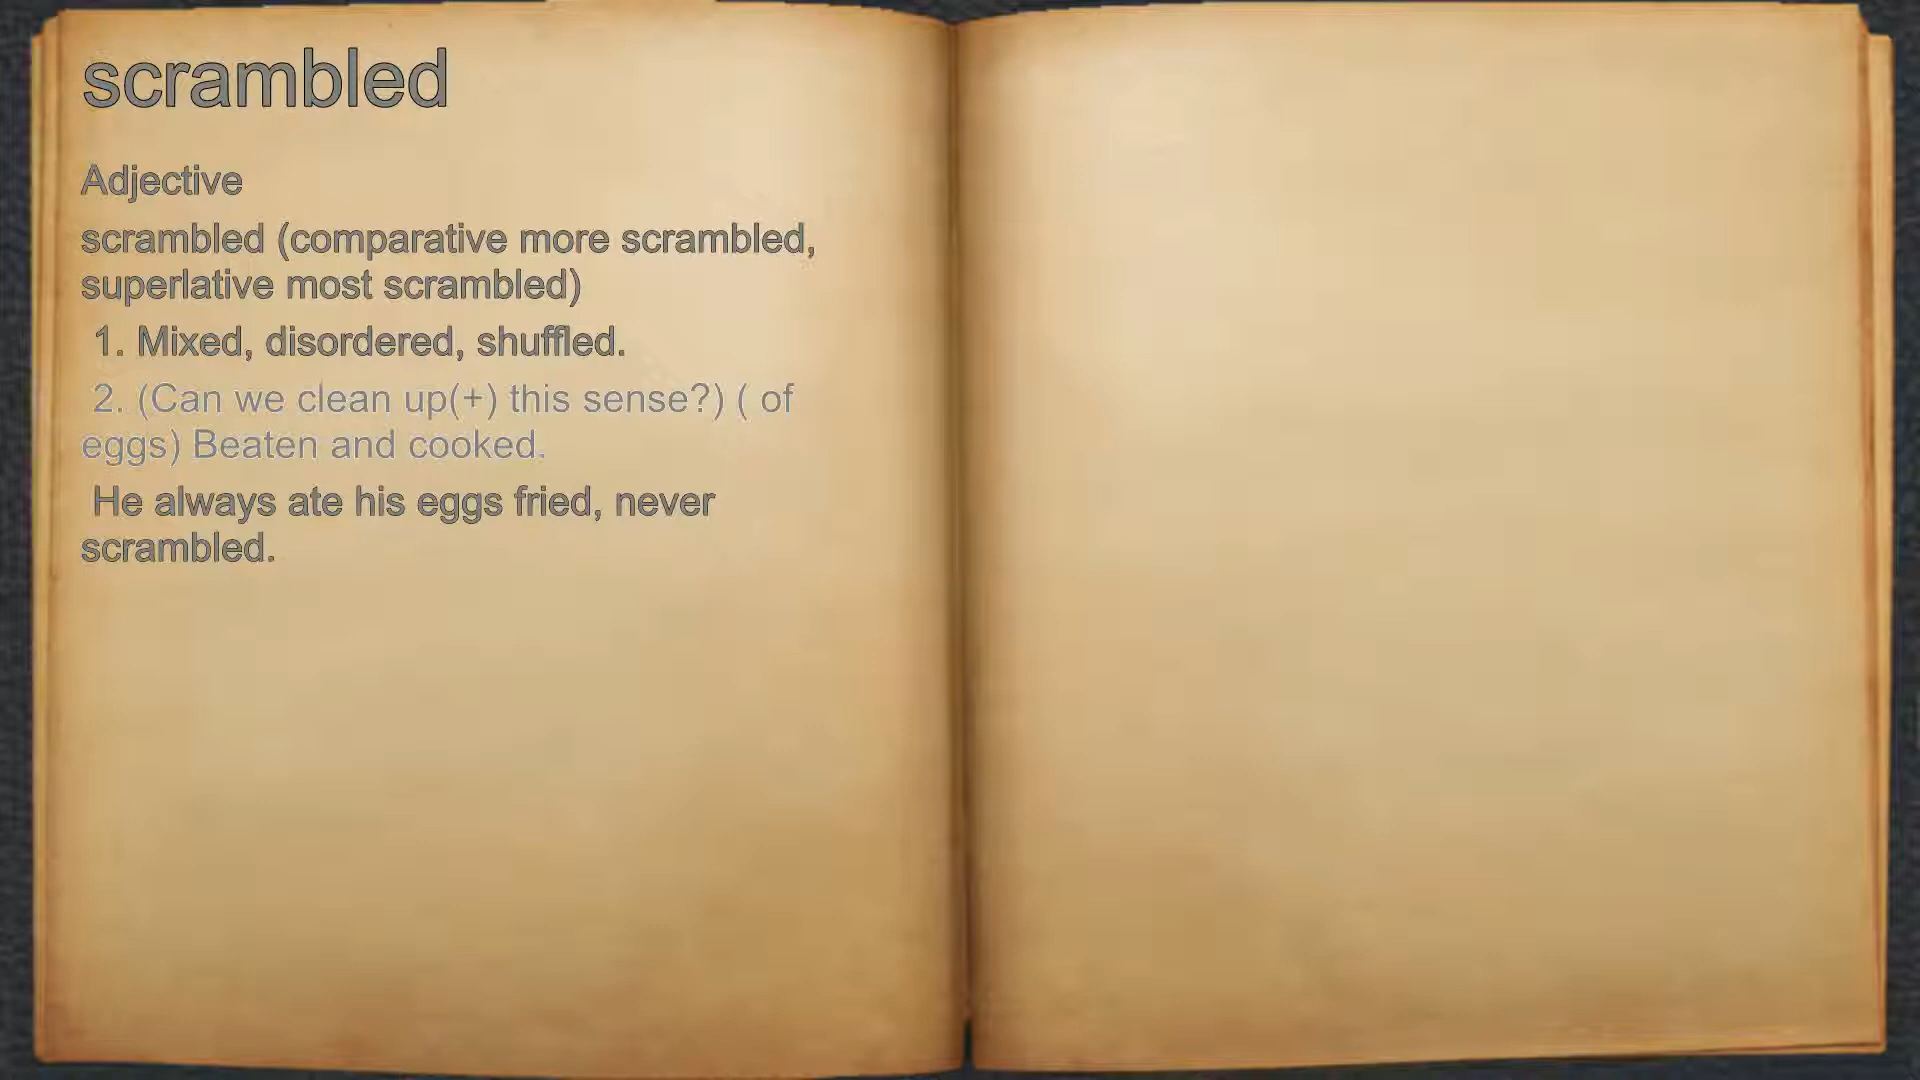 scrambled
Adjective
scrambled (comparative more scrambled,
superlative most scrambled)
1. Mixed, disordered, shuffled.
2. (Can we clean up(+) this sense?) ( of
eggs) Beaten and cooked.
He always ate his eggs fried, never
scrambled.